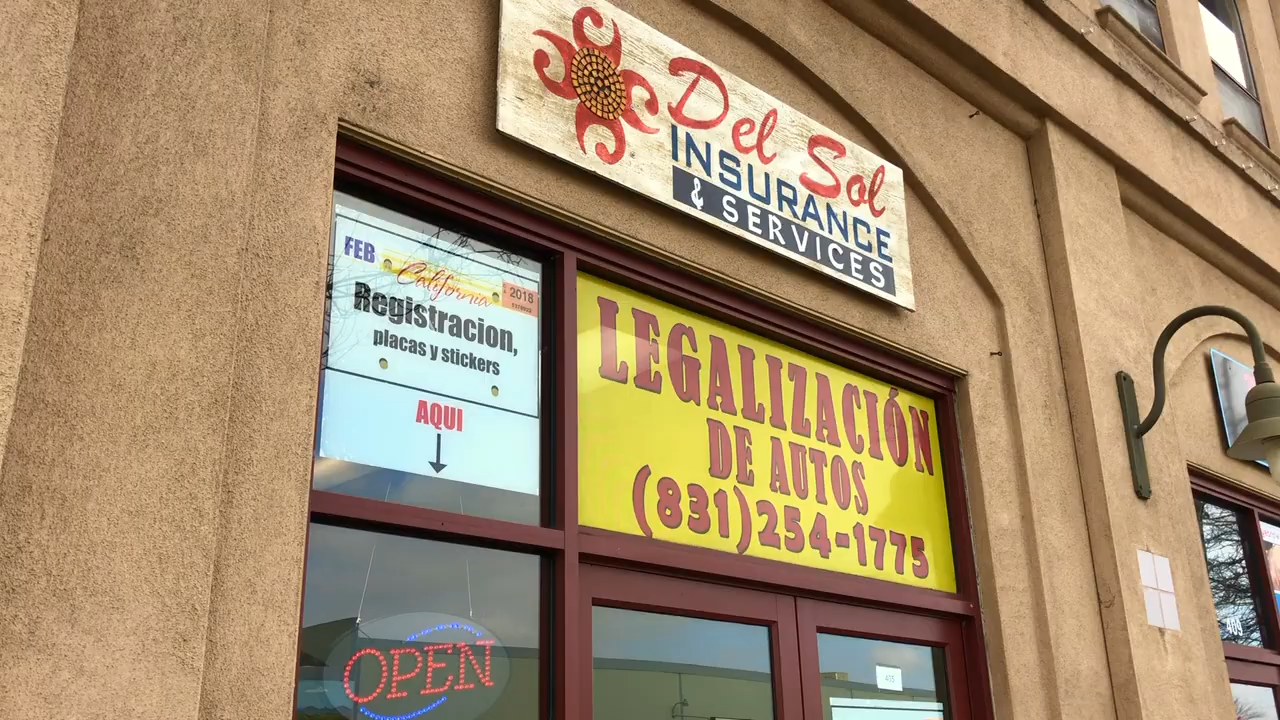 Del Sol
INSURANCE
& SERVICES
FEB
California
2018
Registracion,
placas y stickers
AQUI
LEGALIZACIÓN
DE AUTOS
(831)254-1775
OPEN